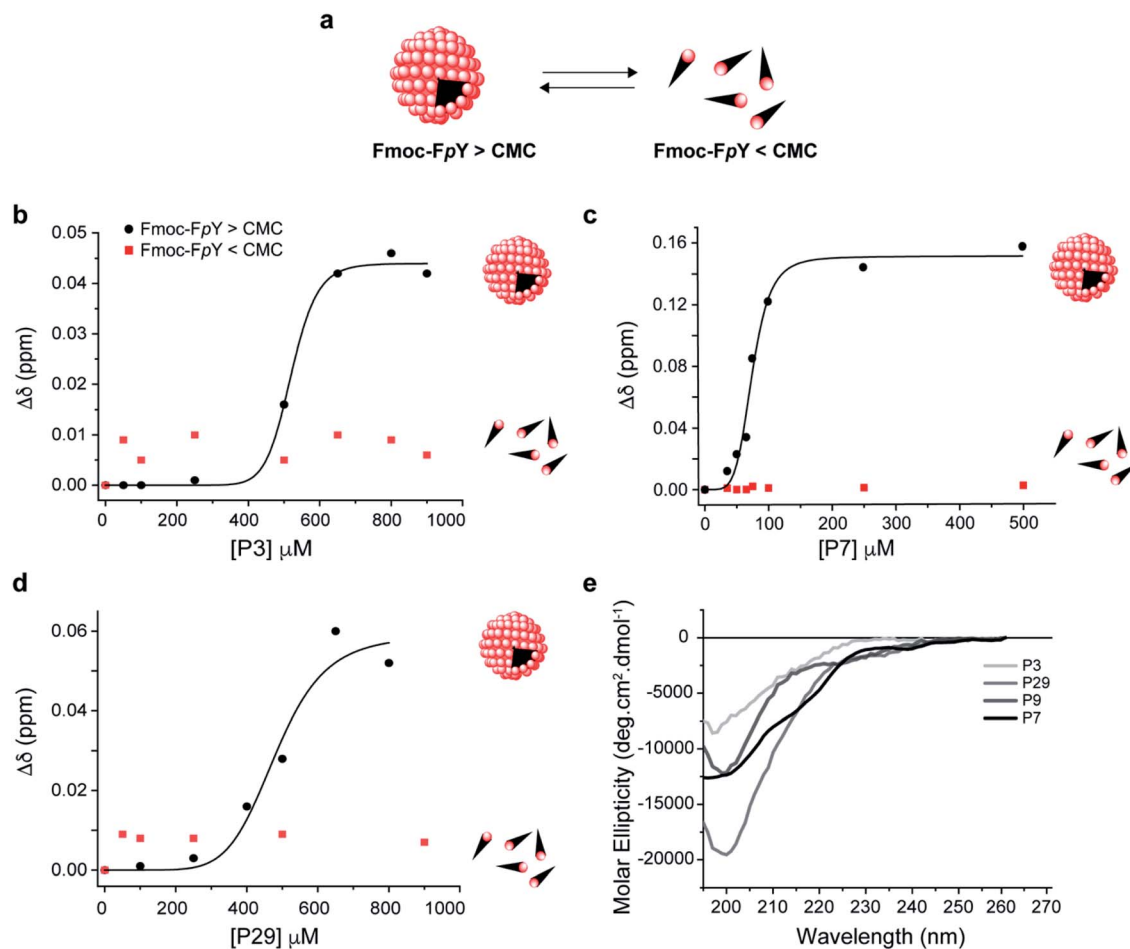 a
Fmoc-FpY > CMC
Fmoc-FpY < CMC
b
Fmoc-FpY > CMC
Fmoc-FpY < CMC
0.05
0.04
0.03
0.02
0.01
0.00
Δδ (ppm)
0 200 400 600 800 1000
[P3] μM
c
0.16
0.12
0.08
0.04
0.00
Δδ (ppm)
0 100 200 300 400 500
[P7] μM
d
0.06
0.04
0.02
0.00
Δδ (ppm)
0 200 400 600 800 1000
[P29] μM
e
0
-5000
-10000
-15000
-20000
Molar Ellipticity (deg.cm².dmol⁻¹)
P3
P29
P9
P7
200 210 220 230 240 250 260 270
Wavelength (nm)